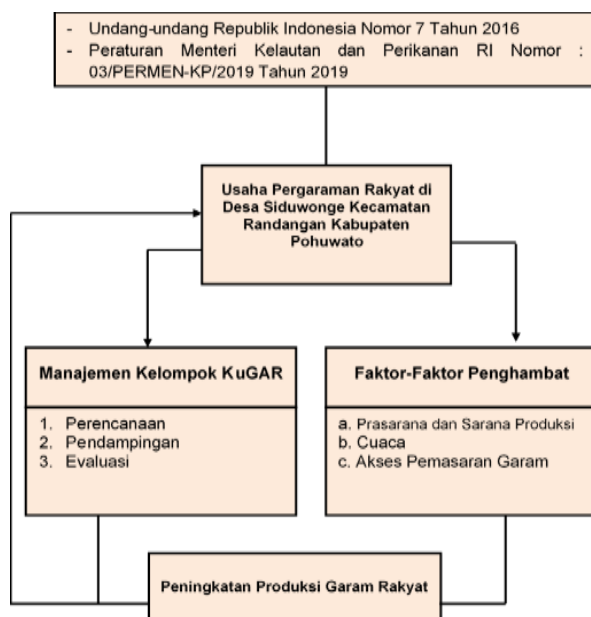 - Undang-undang Republik Indonesia Nomor 7 Tahun 2016
- Peraturan Menteri Kelautan dan Perikanan RI Nomor :
03/PERMEN-KP/2019 Tahun 2019
Usaha Pergaraman Rakyat di
Desa Siduwonge Kecamatan
Randangan Kabupaten
Pohuwato
Manajemen Kelompok KuGAR
1. Perencanaan
2. Pendampingan
3. Evaluasi
Faktor-Faktor Penghambat
a. Prasarana dan Sarana Produksi
b. Cuaca
c. Akses Pemasaran Garam
Peningkatan Produksi Garam Rakyat